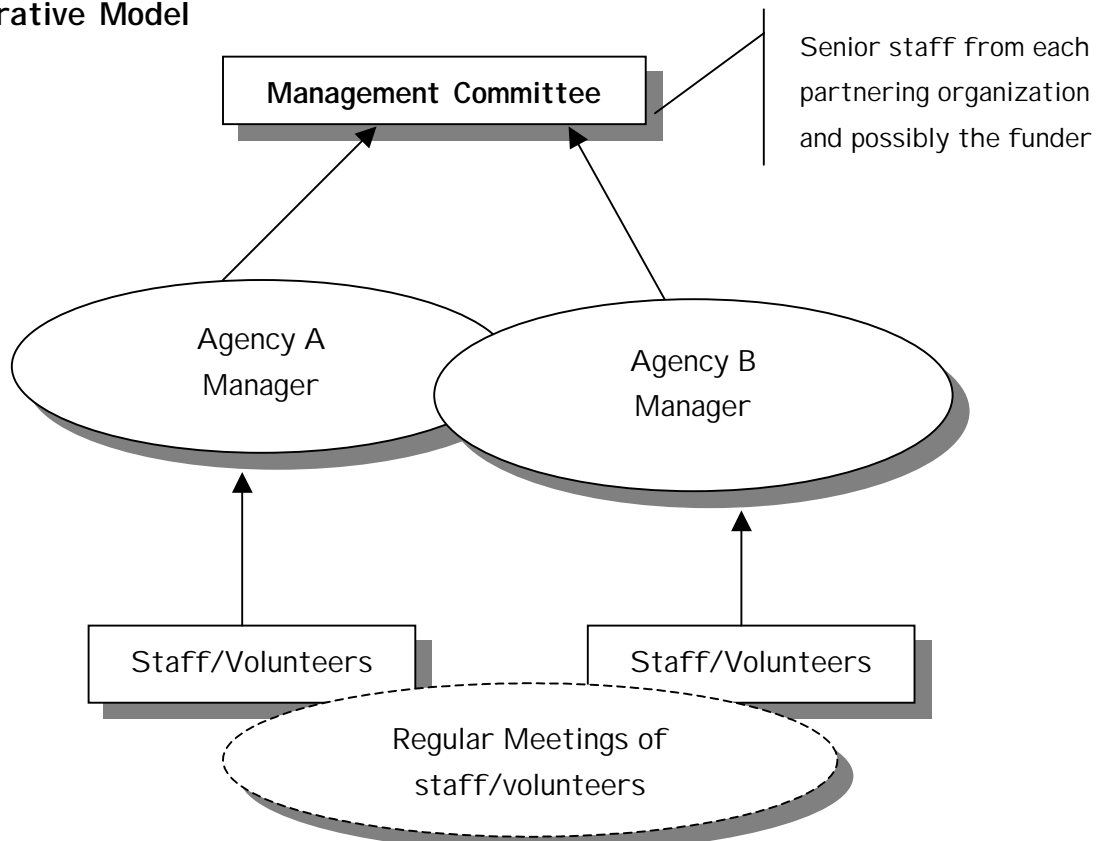 rative Model
Management Committee
Senior staff from each
partnering organization
and possibly the funder
Agency A
Manager
Agency B
Manager
Staff/Volunteers
Staff/Volunteers
Regular Meetings of
staff/volunteers